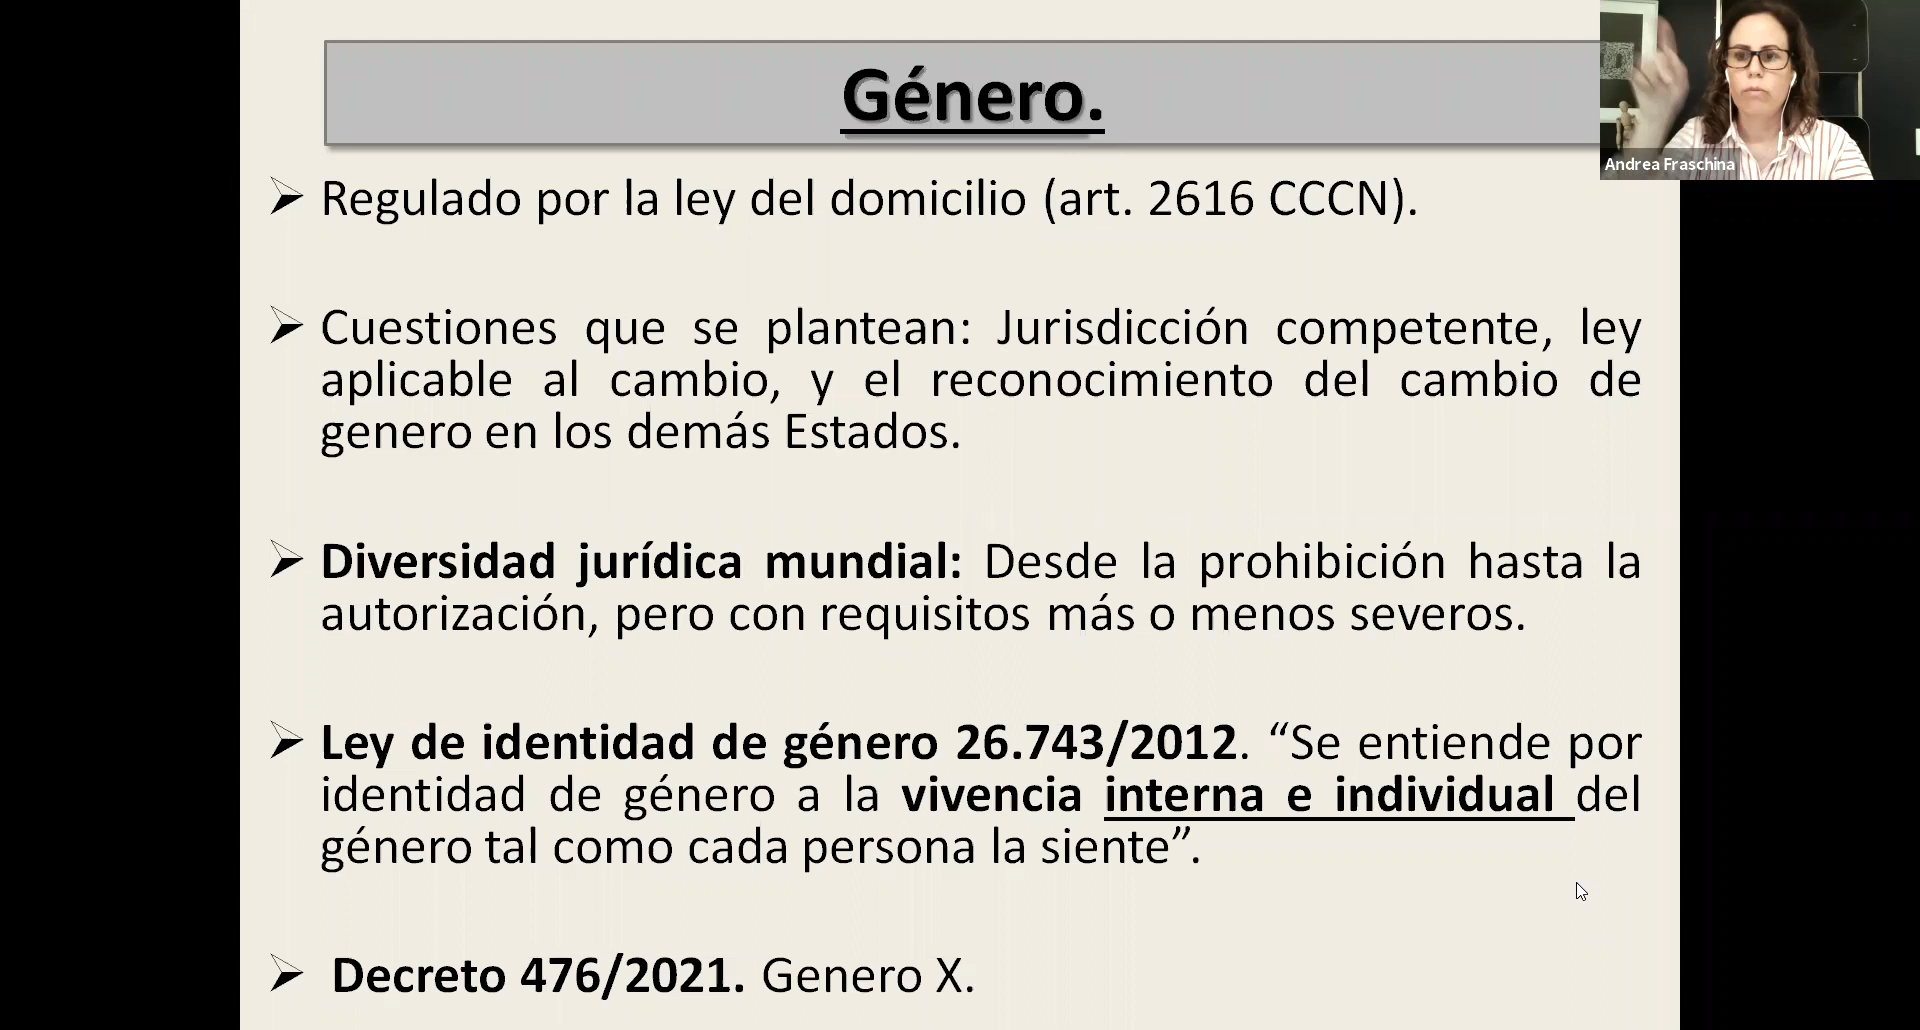 Género.
Andrea Fraschina
Regulado por la ley del domicilio (art. 2616 CCCN).
Cuestiones que se plantean: Jurisdicción competente, ley
aplicable al cambio, y el reconocimiento del cambio de
genero en los demás Estados.
Diversidad jurídica mundial: Desde la prohibición hasta la
autorización, pero con requisitos más o menos severos.
Ley de identidad de género 26.743/2012. “Se entiende por
identidad de género a la vivencia interna e individual del
género tal como cada persona la siente”.
Decreto 476/2021. Genero X.